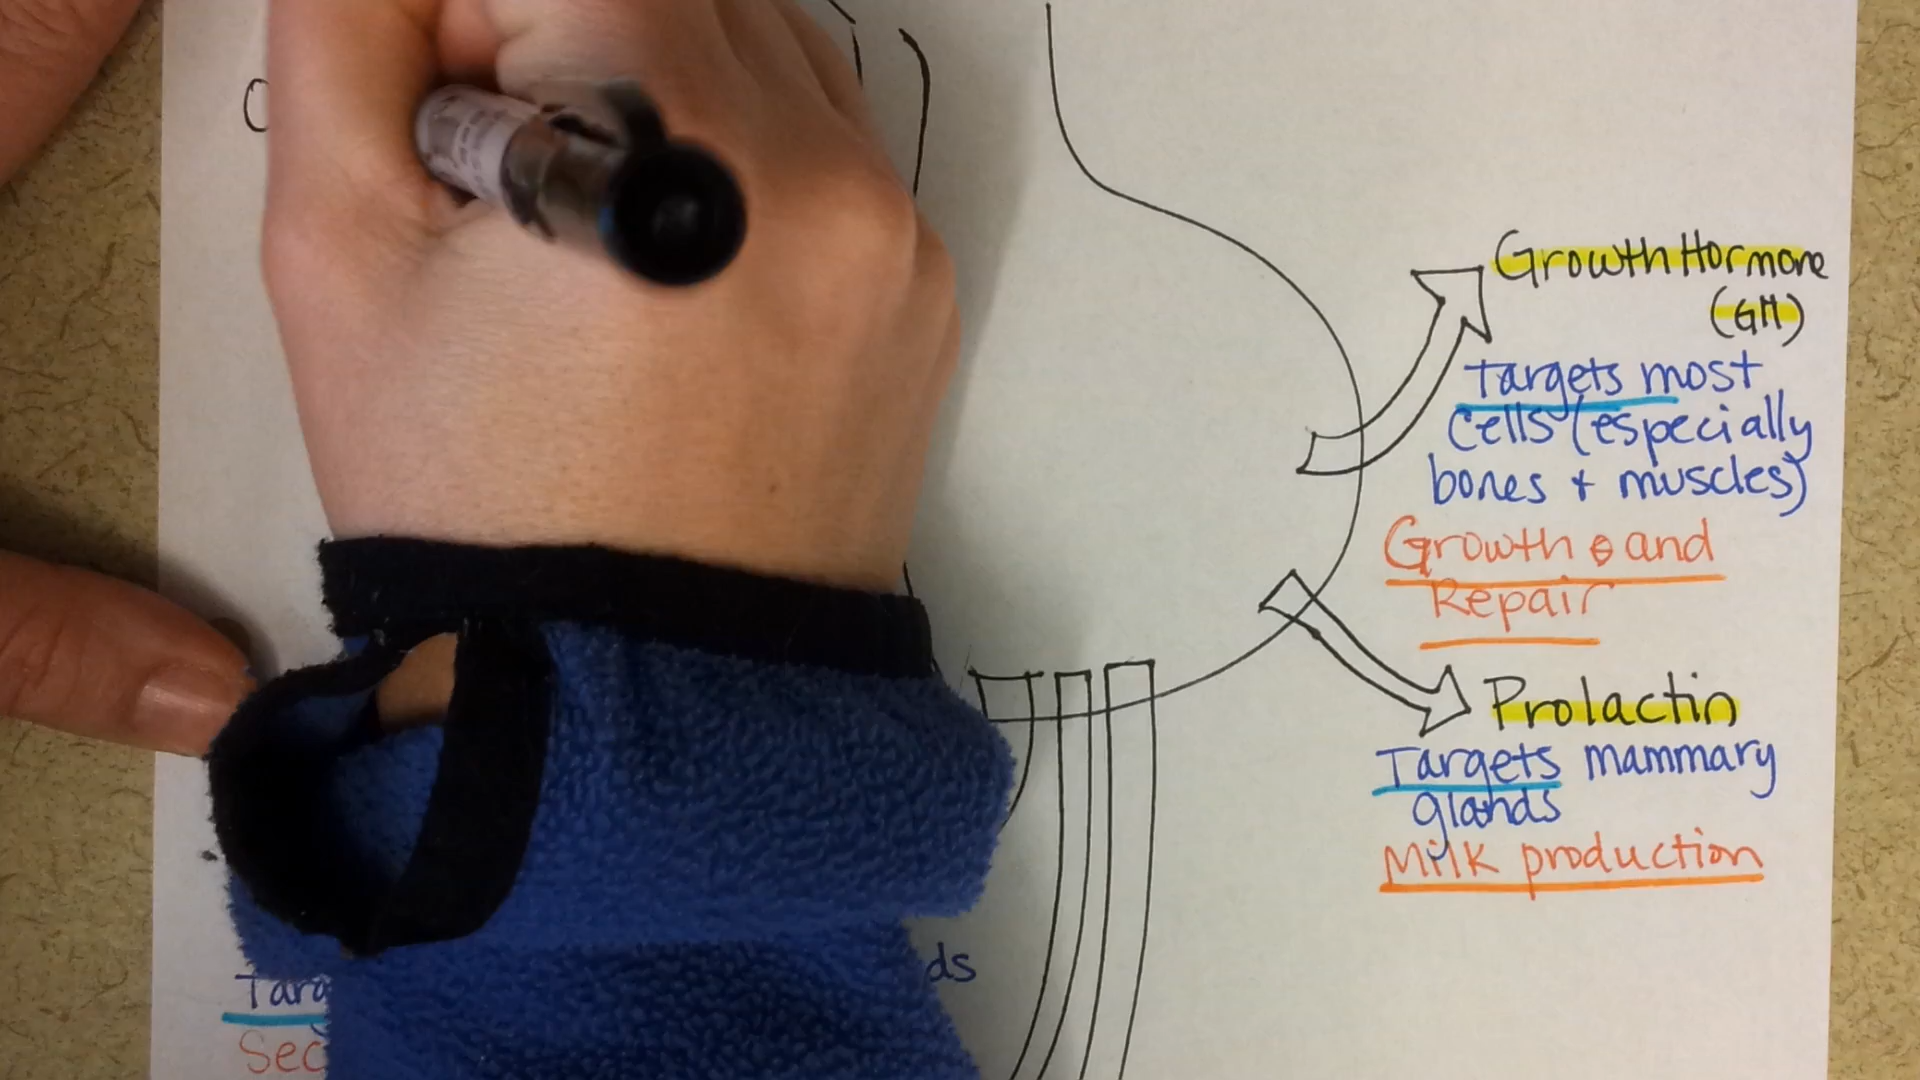 Growth Hormone
(GH)
Targets most
cells (especially
bones + muscles)
Growth and
Repair
Prolactin
Targets mammary
glands
Milk production